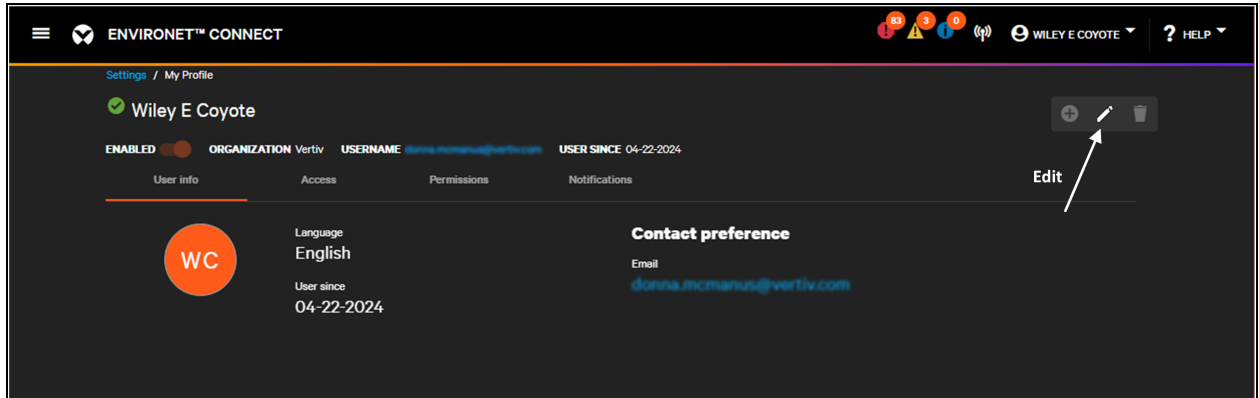 ENVIRONET™ CONNECT
83
3
0
WILEY E COYOTE
? HELP
Settings / My Profile
Wiley E Coyote
ENABLED ORGANIZATION Vertiv USERNAME USER SINCE 04-22-2024
Edit
User info Access Permissions Notifications
WC
Language
English
User since
04-22-2024
Contact preference
Email